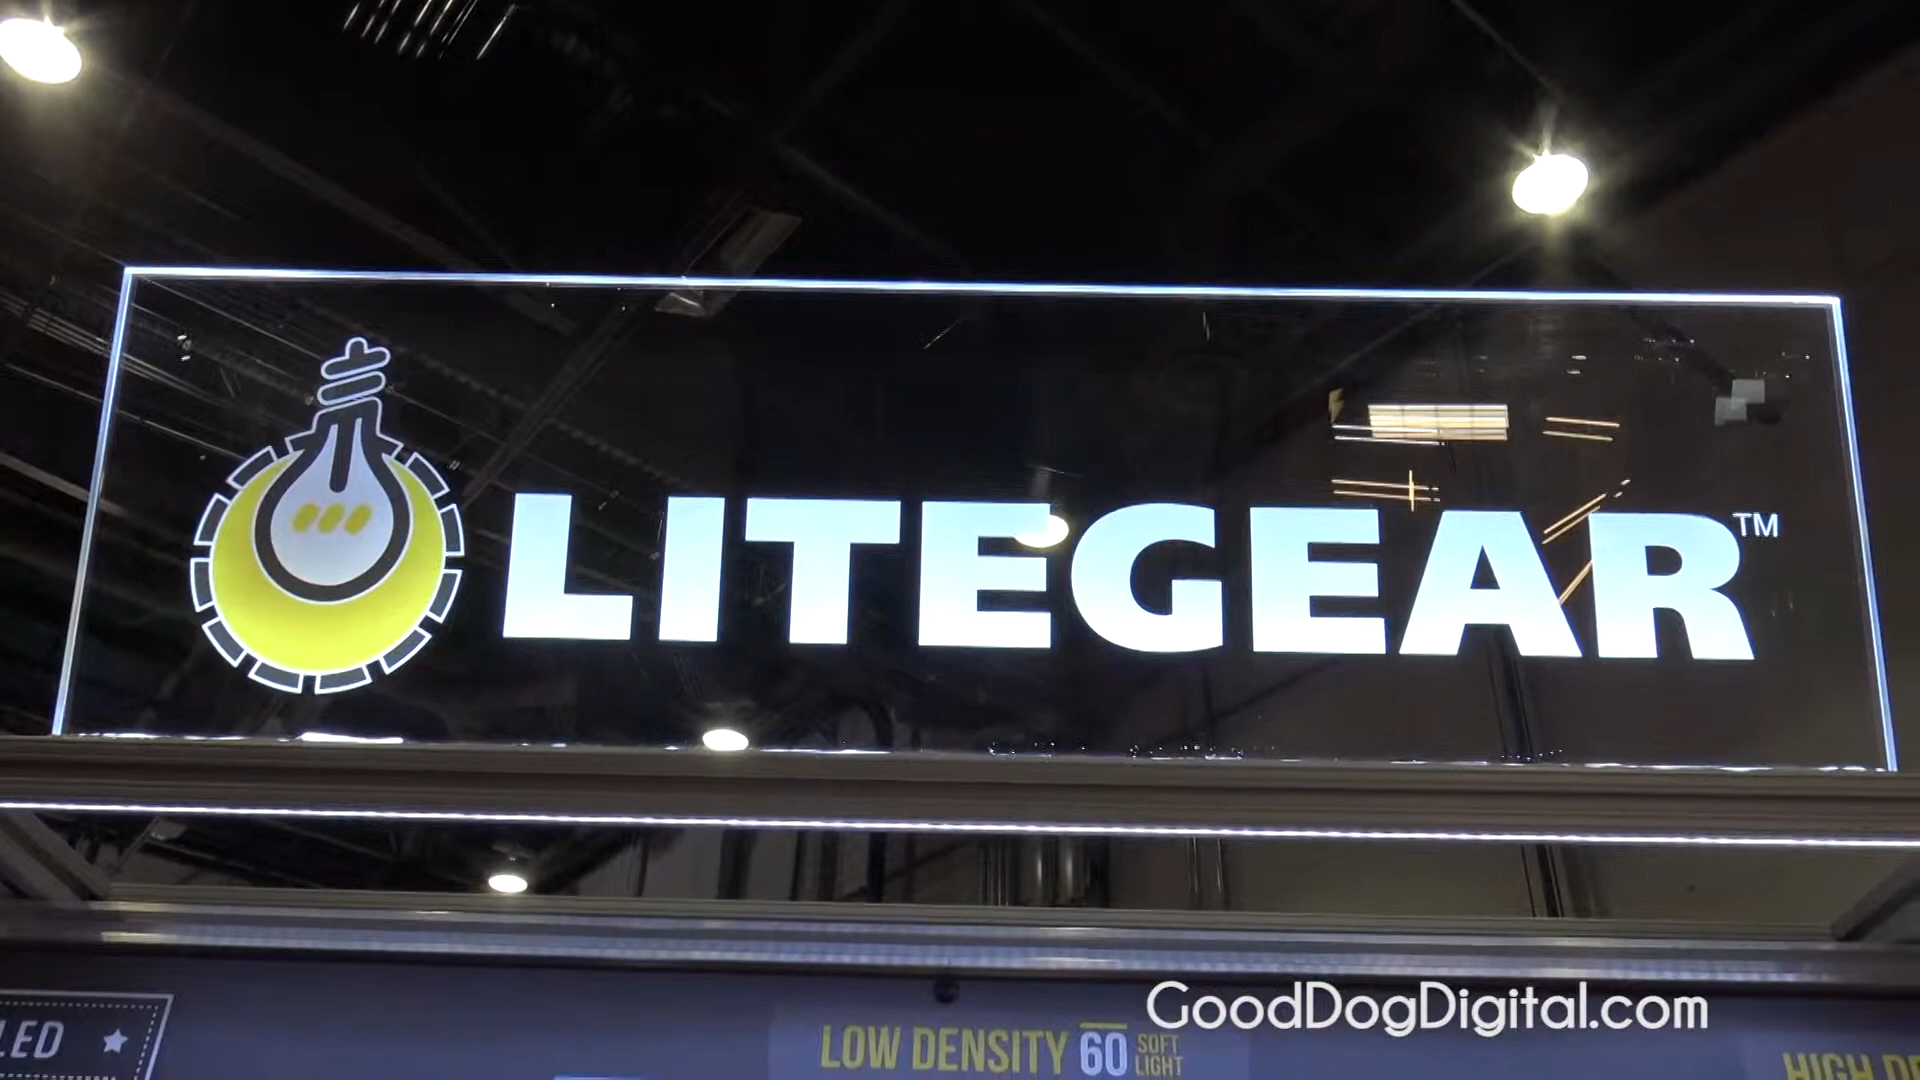 LITEGEAR™
GoodDogDigital.com
LED
LOW DENSITY 60 SOFT LIGHT
HIGH